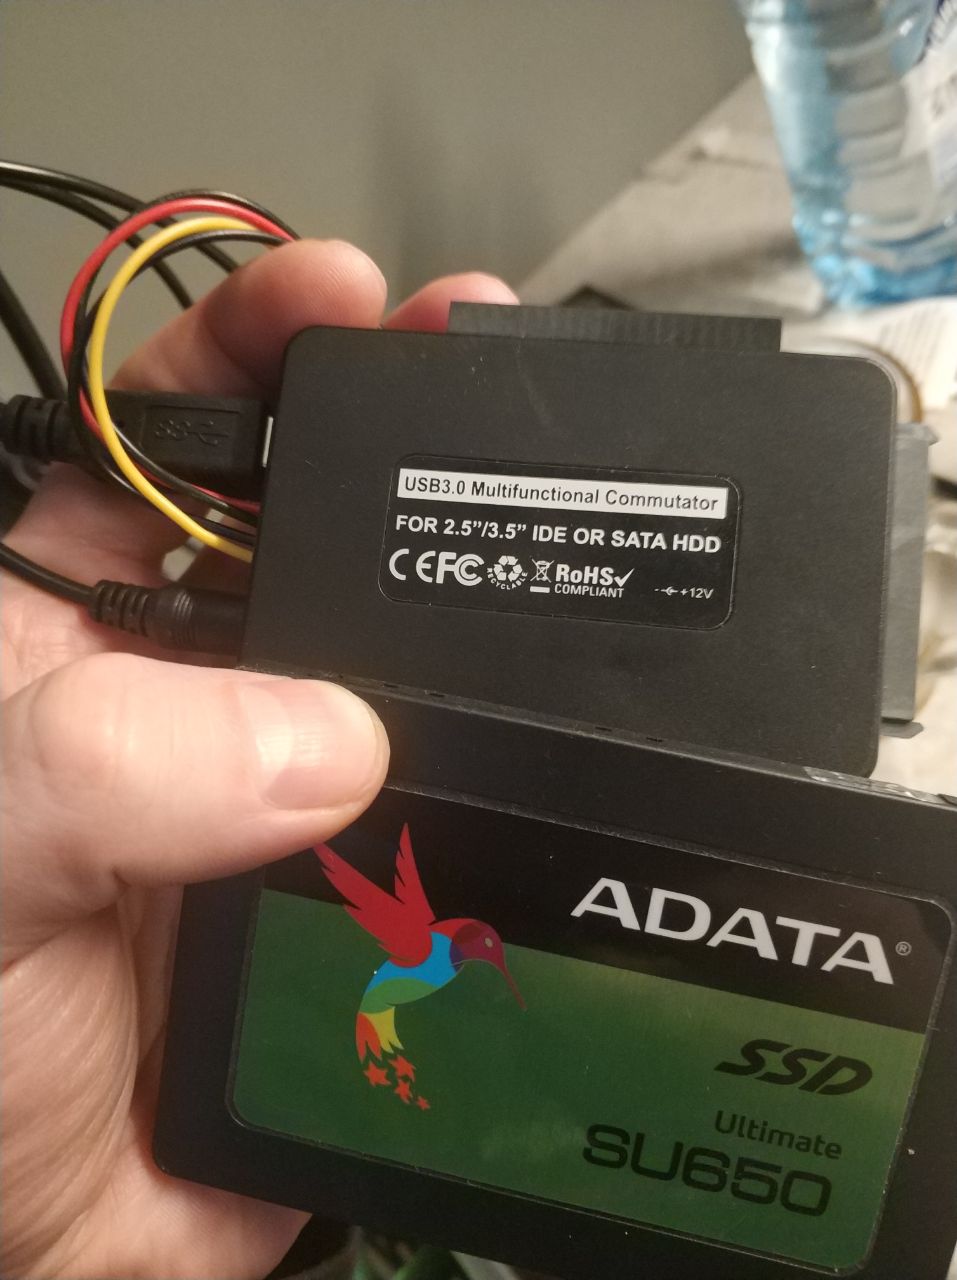 USB3.0 Multifunctional Commutator
FOR 2.5”/3.5” IDE OR SATA HDD
CE FC RECYCLABLE RoHS✓
COMPLIANT +12V
ADATA®
SSD
Ultimate
SU650